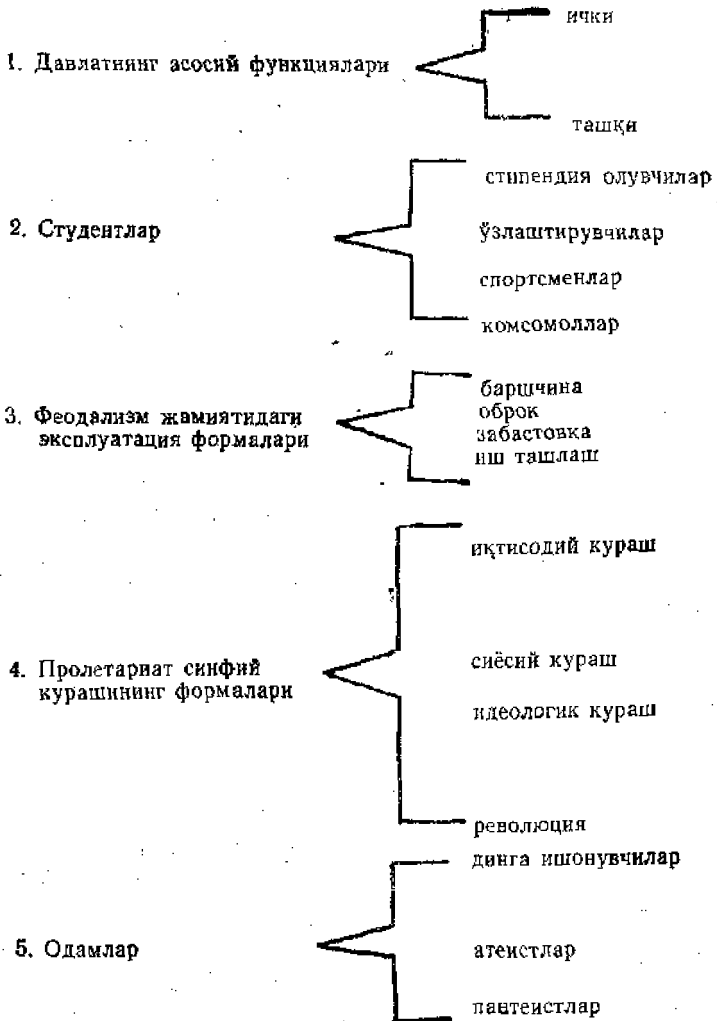 ички
1. Давлатнинг асосий функциялари
ташқи
стипендия олувчилар
2. Студентлар
ўзлаштирувчилар
спортсменлар
комсомоллар
3. Феодализм жамиятидаги
эксплуатация формалари
баршчина
оброк
забастовка
иш ташлаш
иқтисодий кураш
4. Пролетариат синфий
курашининг формалари
сиёсий кураш
идеологик кураш
революция
динга ишонувчилар
5. Одамлар
атеистлар
пантеистлар